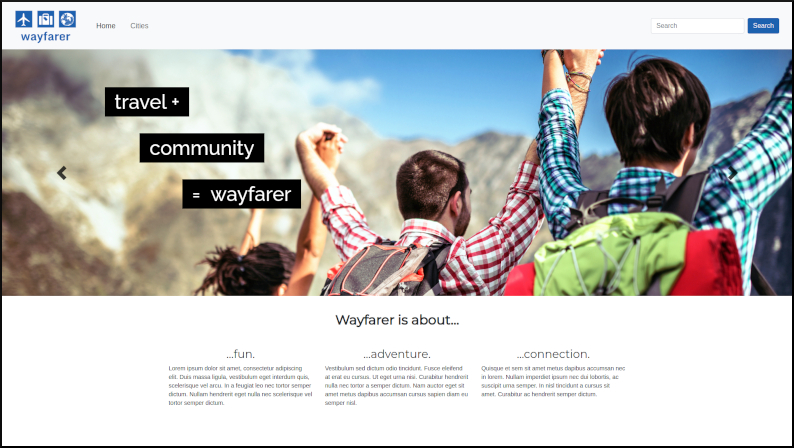 wayfarer
Home Cities
Search Search
travel +
community
= wayfarer
Wayfarer is about...
...fun.
Lorem ipsum dolor sit amet, consectetur adipiscing
elit. Duis massa ligula, vestibulum eget interdum quis,
scelerisque vel arcu. In a feugiat leo nec tortor semper
dictum. Nullam hendrerit eget nulla nec scelerisque vel
tortor semper dictum.
...adventure.
Vestibulum sed dictum odio tincidunt. Fusce eleifend
at erat eu cursus. Ut eget urna nisi. Curabitur hendrerit
nulla nec tortor a semper dictum. Nam auctor eget sit
amet metus dapibus accumsan cursus sapien diam eu
semper nisl.
...connection.
Quisque et sem sit amet metus dapibus accumsan nec
in lorem. Nullam imperdiet ipsum nec dui lobortis, ac
suscipit urna semper. In nisl tincidunt a cursus sit
amet. Curabitur ac hendrerit semper dictum.